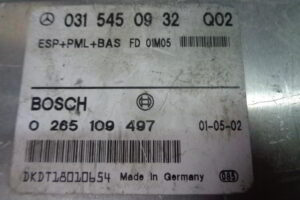 031 545 09 32 Q02
ESP+PML+BAS FD 01M05
BOSCH
0 265 109 497 01-05-02
DKDT18010654 Made in Germany